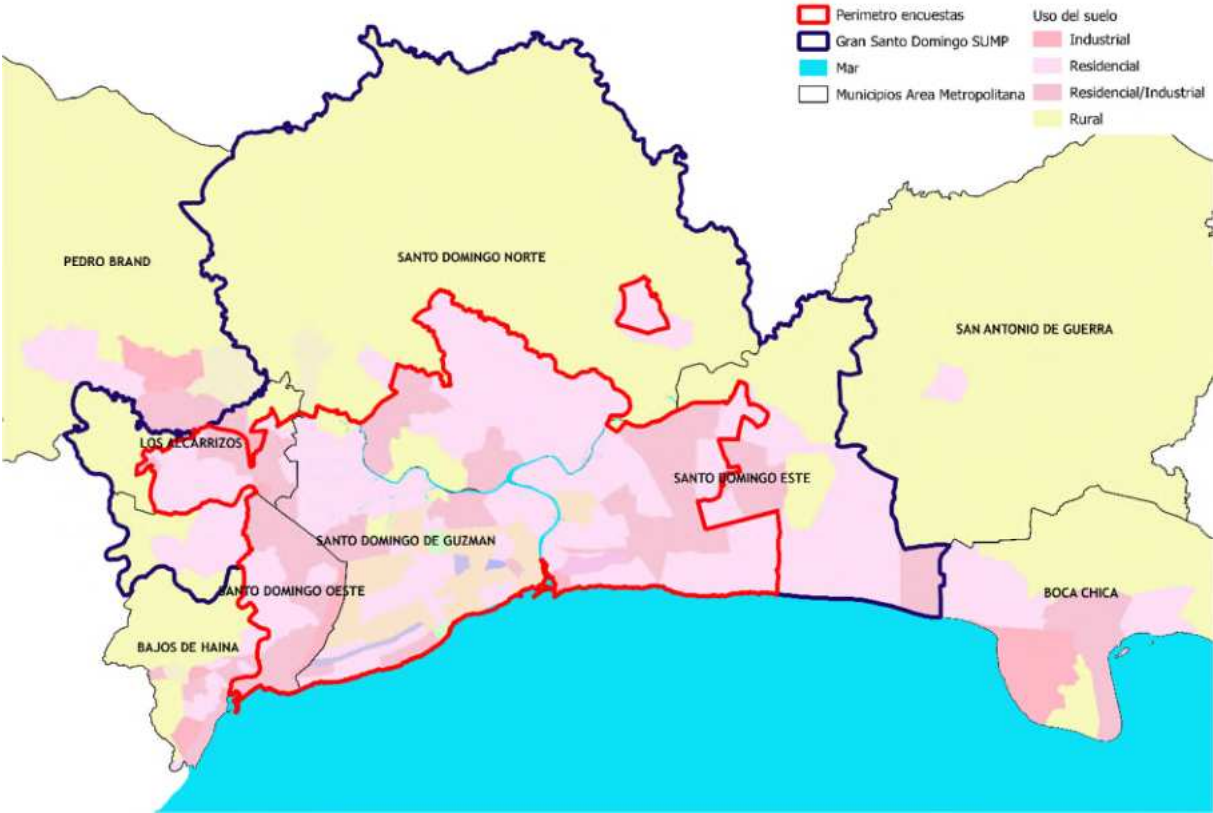 Perimetro encuestas
Gran Santo Domingo SUMP
Mar
Municipios Area Metropolitana
Uso del suelo
Industrial
Residencial
Residencial/Industrial
Rural
PEDRO BRAND
SANTO DOMINGO NORTE
SAN ANTONIO DE GUERRA
LOS ALCARRIZOS
SANTO DOMINGO ESTE
SANTO DOMINGO DE GUZMAN
SANTO DOMINGO OESTE
BOCA CHICA
BAJOS DE HAINA